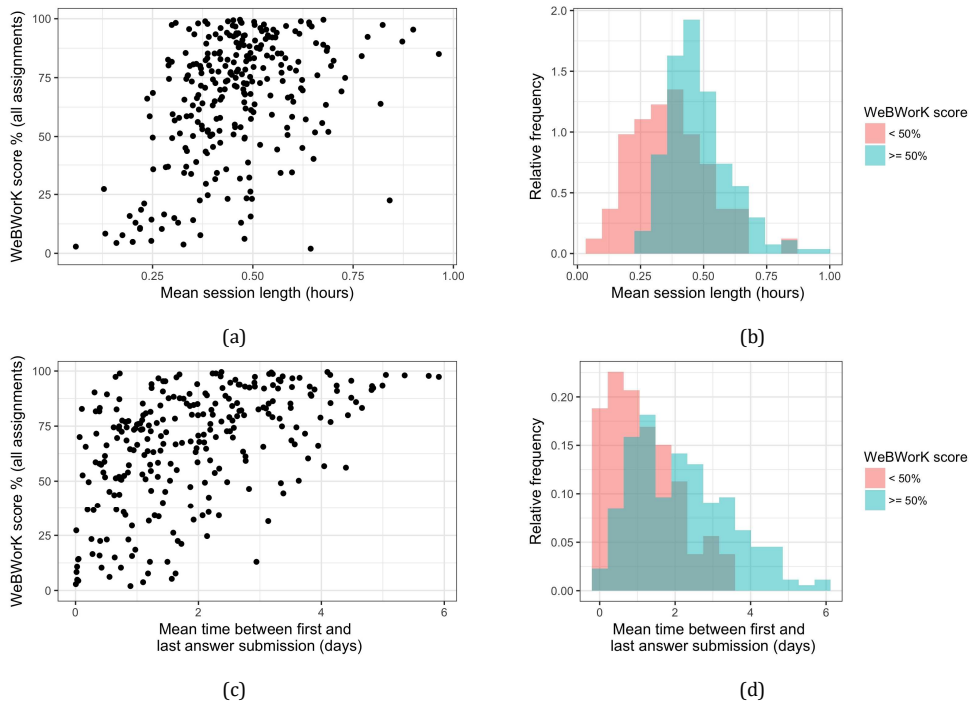 WeBWorK score % (all assignments)
100
75
50
25
0
0.25
0.50
0.75
1.00
Mean session length (hours)
(a)
Relative frequency
2.0
1.5
1.0
0.5
0.0
0.00
0.25
0.50
0.75
1.00
Mean session length (hours)
WeBWorK score
< 50%
>= 50%
(b)
WeBWorK score % (all assignments)
100
75
50
25
0
0
2
4
6
Mean time between first and
last answer submission (days)
(c)
Relative frequency
0.20
0.15
0.10
0.05
0.00
0
2
4
6
Mean time between first and
last answer submission (days)
WeBWorK score
< 50%
>= 50%
(d)